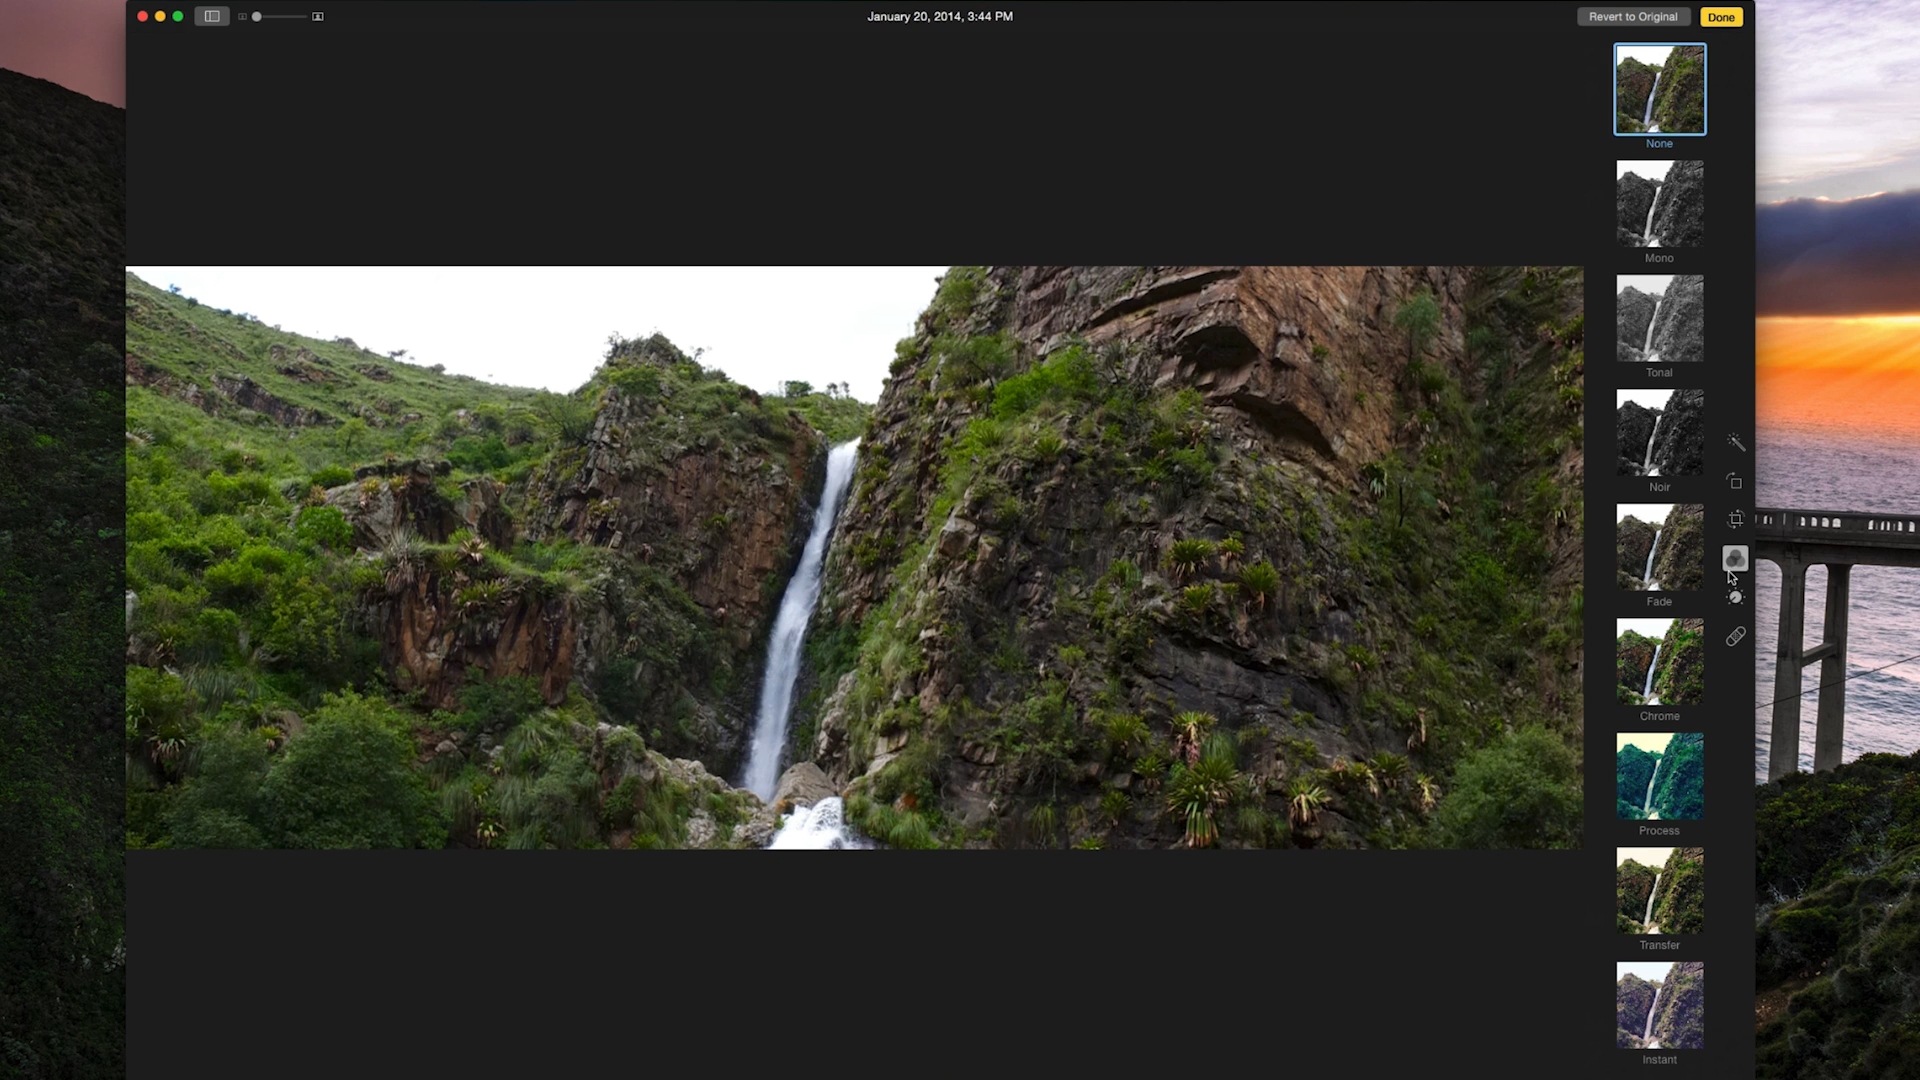 January 20, 2014, 3:44 PM
Revert to Original
Done
None
Mono
Tonal
Noir
Fade
Chrome
Process
Transfer
Instant